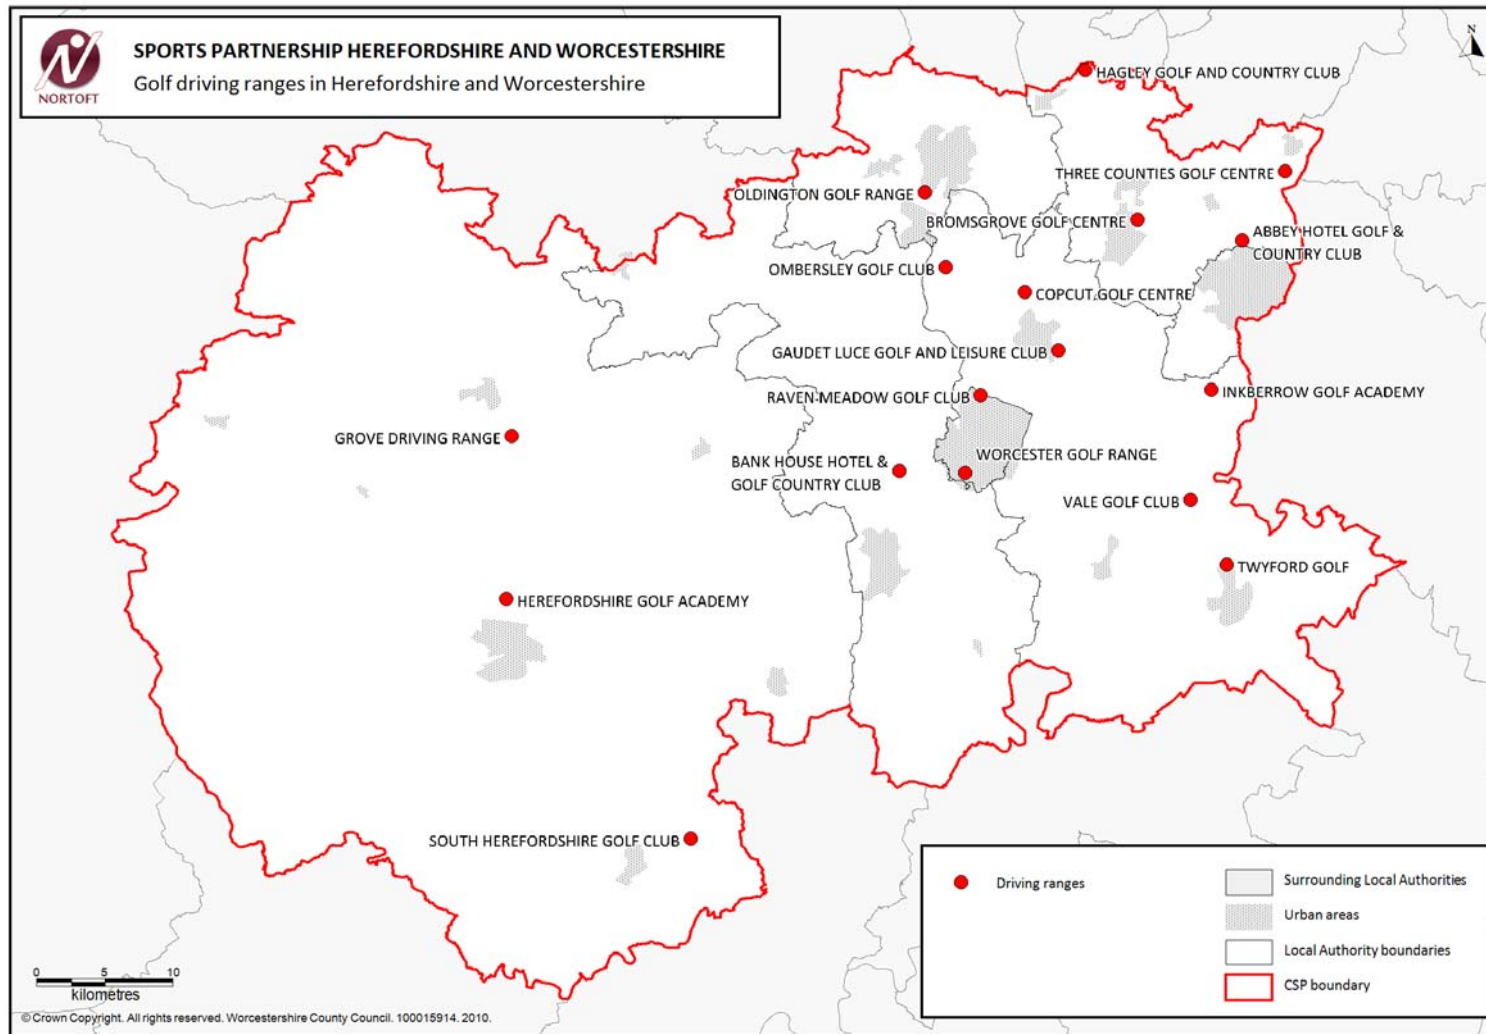 SPORTS PARTNERSHIP HEREFORDSHIRE AND WORCESTERSHIRE
Golf driving ranges in Herefordshire and Worcestershire
NORTOFT
N
HAGLEY GOLF AND COUNTRY CLUB
THREE COUNTIES GOLF CENTRE
OLDINGTON GOLF RANGE
BROMSGROVE GOLF CENTRE
ABBEY HOTEL GOLF &
COUNTRY CLUB
OMBERSLEY GOLF CLUB
COPCUT GOLF CENTRE
GAUDET LUCE GOLF AND LEISURE CLUB
RAVEN MEADOW GOLF CLUB
INKBERROW GOLF ACADEMY
GROVE DRIVING RANGE
WORCESTER GOLF RANGE
BANK HOUSE HOTEL &
GOLF COUNTRY CLUB
VALE GOLF CLUB
TWYFORD GOLF
HEREFORDSHIRE GOLF ACADEMY
SOUTH HEREFORDSHIRE GOLF CLUB
Driving ranges
Surrounding Local Authorities
Urban areas
Local Authority boundaries
CSP boundary
0 5 10
kilometres
© Crown Copyright. All rights reserved. Worcestershire County Council. 100015914. 2010.